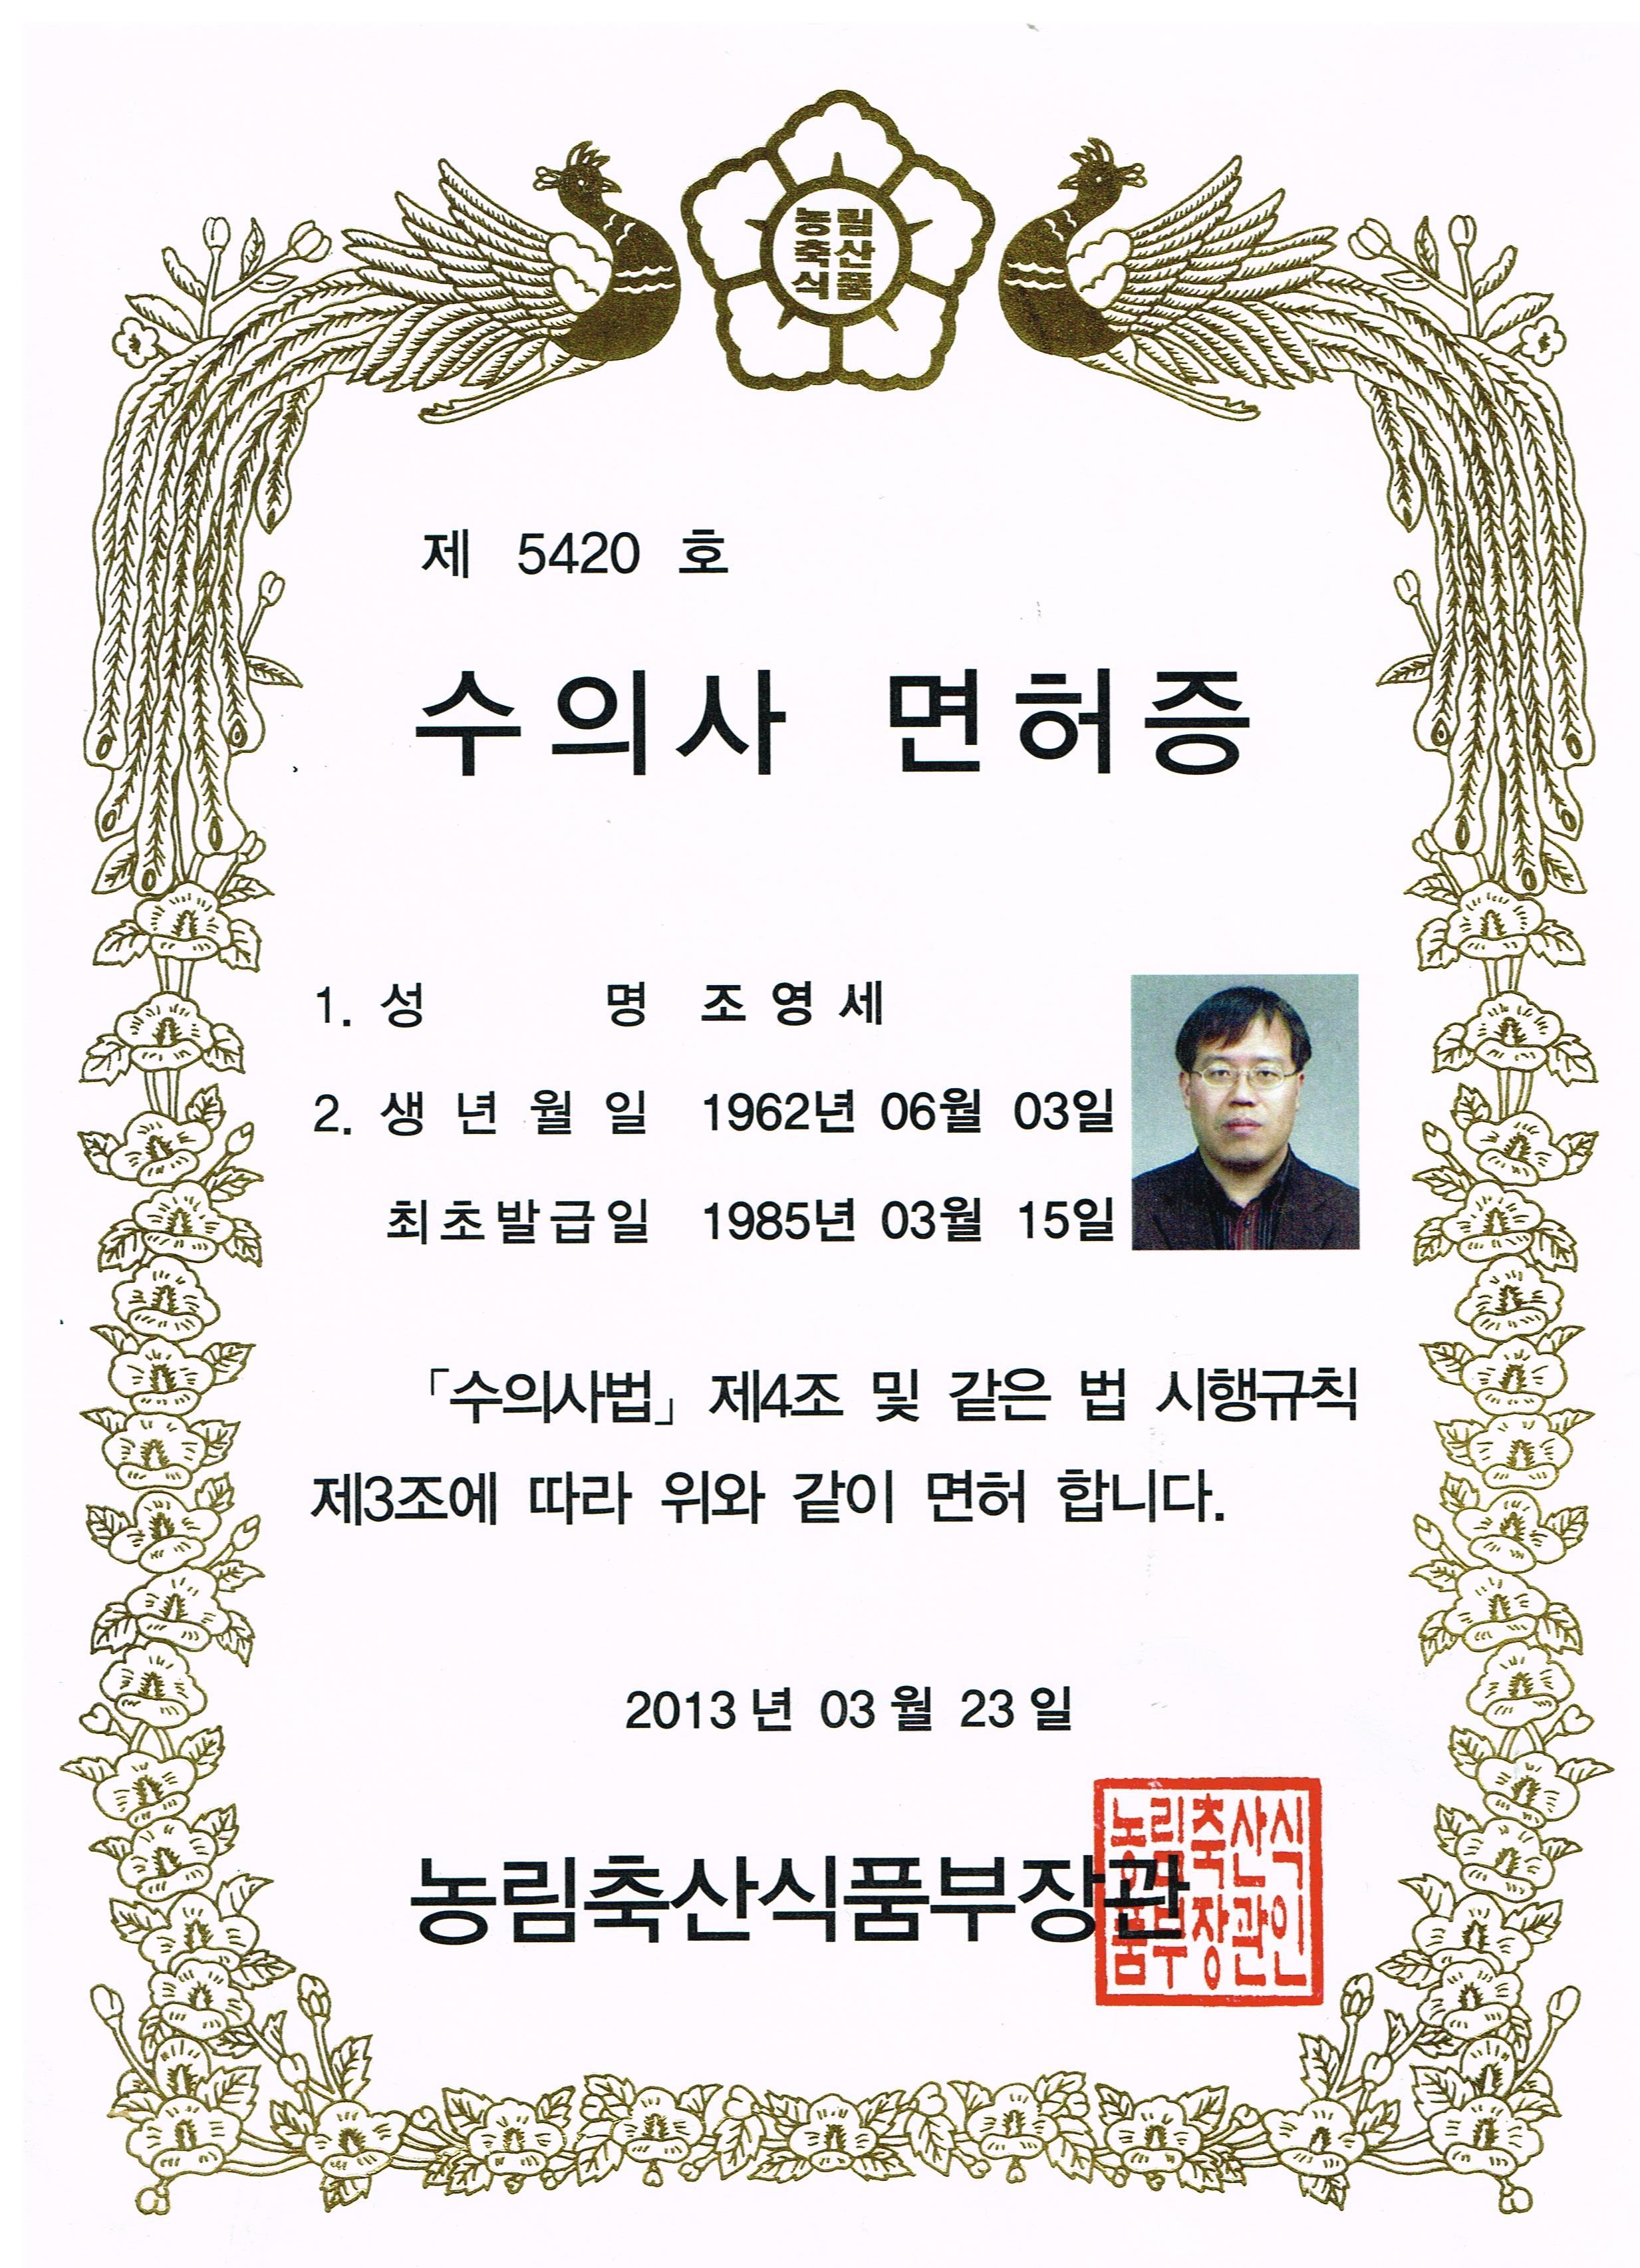 농림
축산
식품
제 5420 호
수의사 면허증
1. 성 명 조 영 세
2. 생 년 월 일 1962년 06월 03일
최초발급일 1985년 03월 15일
「수의사법」 제4조 및 같은 법 시행규칙
제3조에 따라 위와 같이 면허 합니다.
2013 년 03 월 23 일
농림축산식품부장관
농림축산식
품부장관인